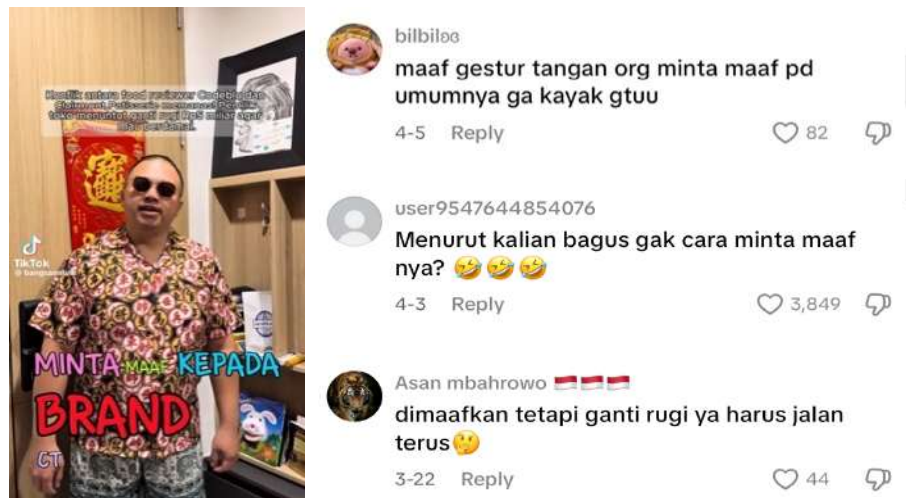 Konflik antara food reviewer Codeblu dan
Clairmont Patisserie memanas! Pemilik
toko menuntut ganti rugi Rp5 miliar agar
mau berdamai.
TikTok
MINTA MAAF KEPADA
BRAND
CT
bilbil
maaf gestur tangan org minta maaf pd
umumnya ga kayak gtuu
4-5 Reply
82
user9547644854076
Menurut kalian bagus gak cara minta maaf
nya? 🤣🤣🤣
4-3 Reply
3,849
Asan mbahrowo 🇮🇩🇮🇩🇮🇩
dimaafkan tetapi ganti rugi ya harus jalan
terus🤔
3-22 Reply
44